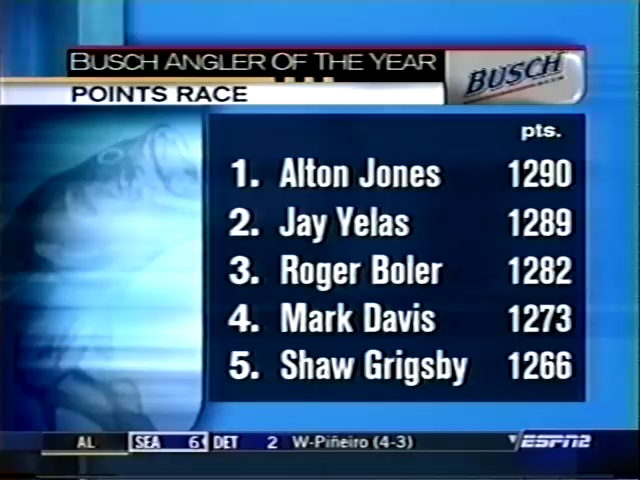 BUSCH ANGLER OF THE YEAR
BUSCH
POINTS RACE
pts.
1. Alton Jones 1290
2. Jay Yelas 1289
3. Roger Boler 1282
4. Mark Davis 1273
5. Shaw Grigsby 1266
AL SEA 6 DET 2 W-Piñeiro (4-3) ESPN2